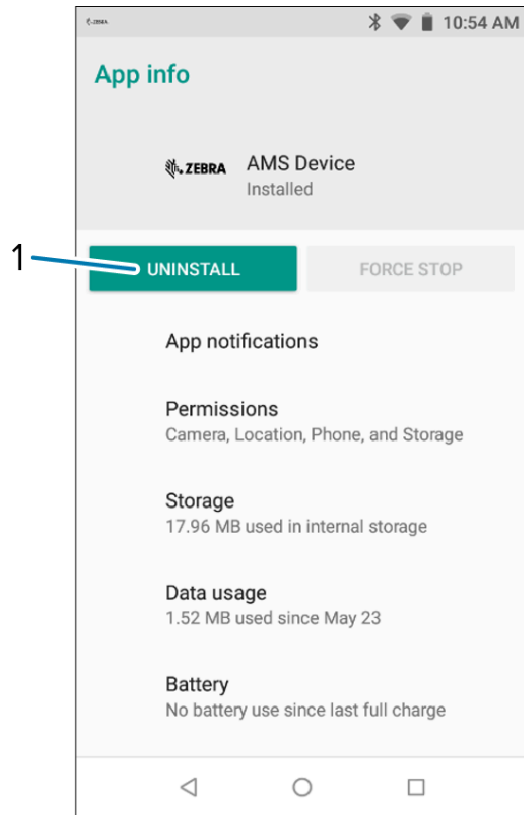 ZEBRA 10:54 AM
App info
ZEBRA AMS Device
Installed
1 UNINSTALL FORCE STOP
App notifications
Permissions
Camera, Location, Phone, and Storage
Storage
17.96 MB used in internal storage
Data usage
1.52 MB used since May 23
Battery
No battery use since last full charge